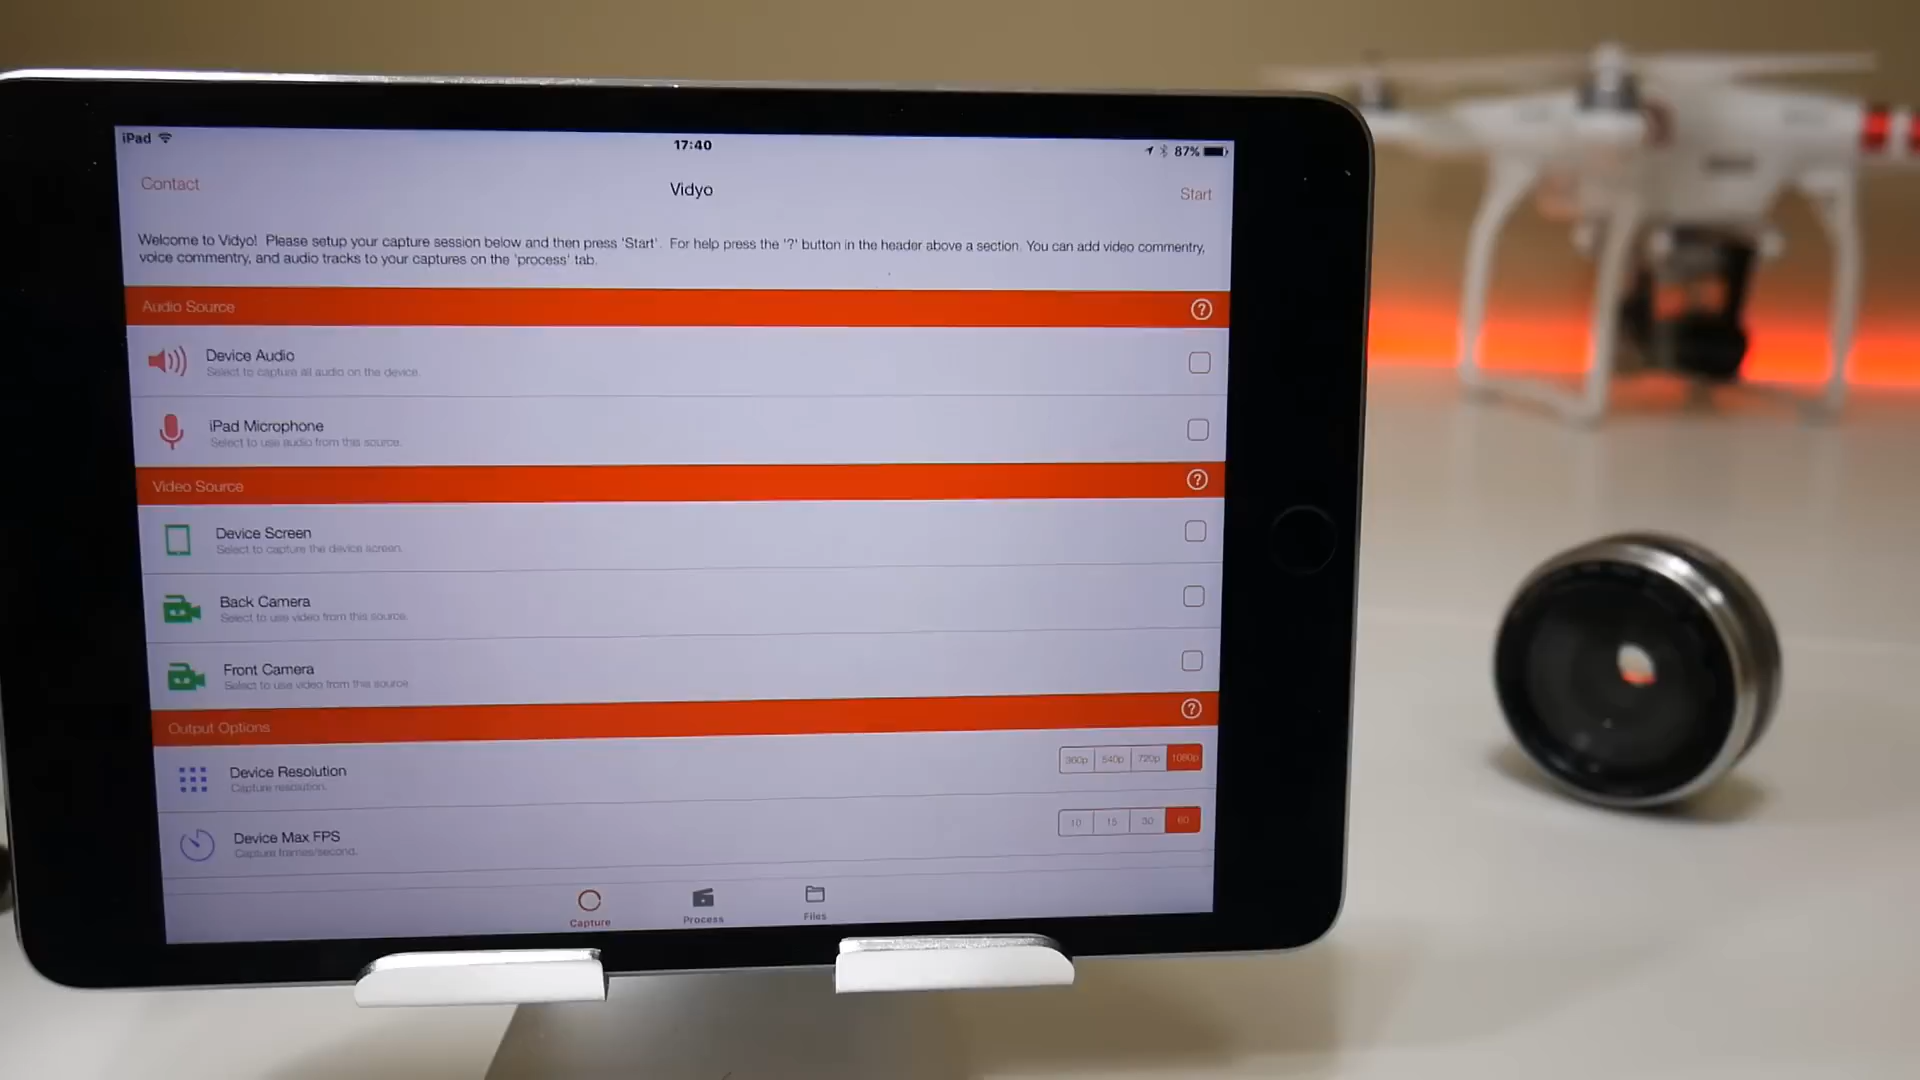 iPad
17:40
87%
Contact
Vidyo
Start
Welcome to Vidyo! Please setup your capture session below and then press 'Start'. For help press the '?' button in the header above a section. You can add video commentry,
voice commentry, and audio tracks to your captures on the 'process' tab.
Audio Source
?
Device Audio
Select to capture all audio on the device.
iPad Microphone
Select to use audio from this source.
Video Source
?
Device Screen
Select to capture the device screen.
Back Camera
Select to use video from this source.
Front Camera
Select to use video from this source.
Output Options
?
Device Resolution
360p 540p 720p 1080p
Capture resolution.
Device Max FPS
10 15 30 60
Capture frames/second.
Capture
Process
Files